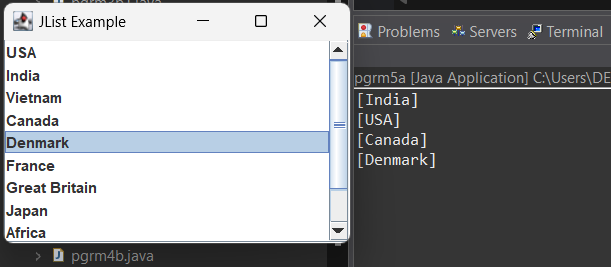 JList Example
USA
India
Vietnam
Canada
Denmark
France
Great Britain
Japan
Africa
pgrm4b.java
Problems Servers Terminal
pgrm5a [Java Application] C:\Users\DE
[India]
[USA]
[Canada]
[Denmark]